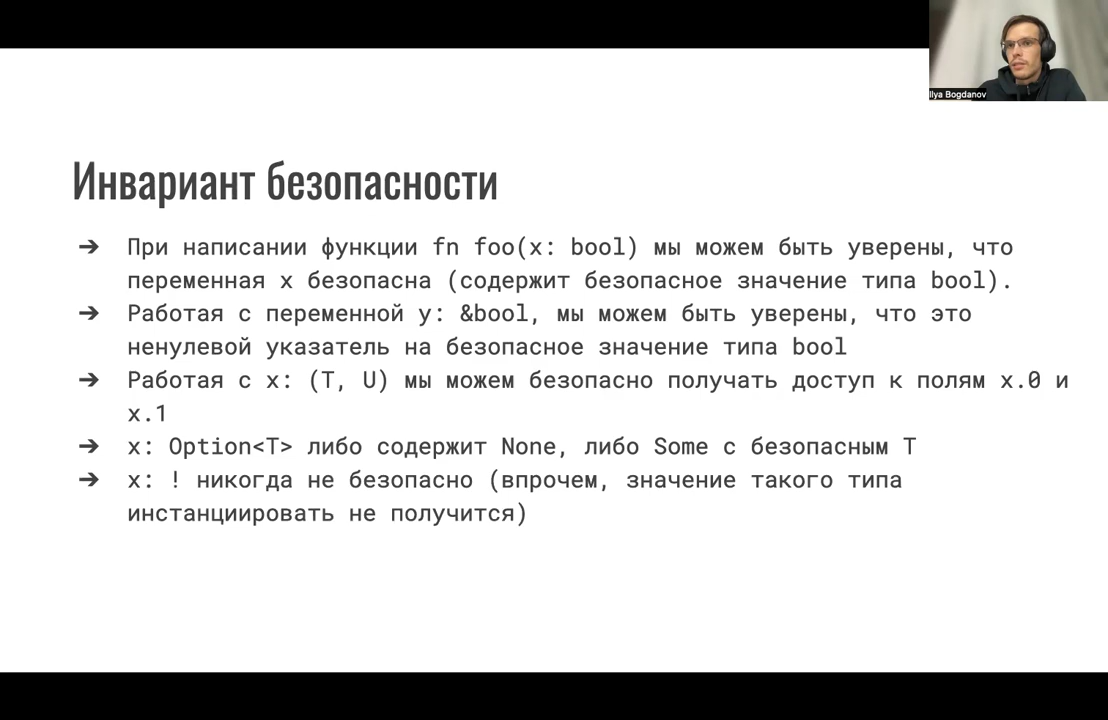 Ilya Bogdanov
Инвариант безопасности
➔ При написании функции fn foo(x: bool) мы можем быть уверены, что
переменная x безопасна (содержит безопасное значение типа bool).
➔ Работая с переменной y: &bool, мы можем быть уверены, что это
ненулевой указатель на безопасное значение типа bool
➔ Работая с x: (T, U) мы можем безопасно получать доступ к полям x.0 и
x.1
➔ x: Option<T> либо содержит None, либо Some с безопасным T
➔ x: ! никогда не безопасно (впрочем, значение такого типа
инстанциировать не получится)